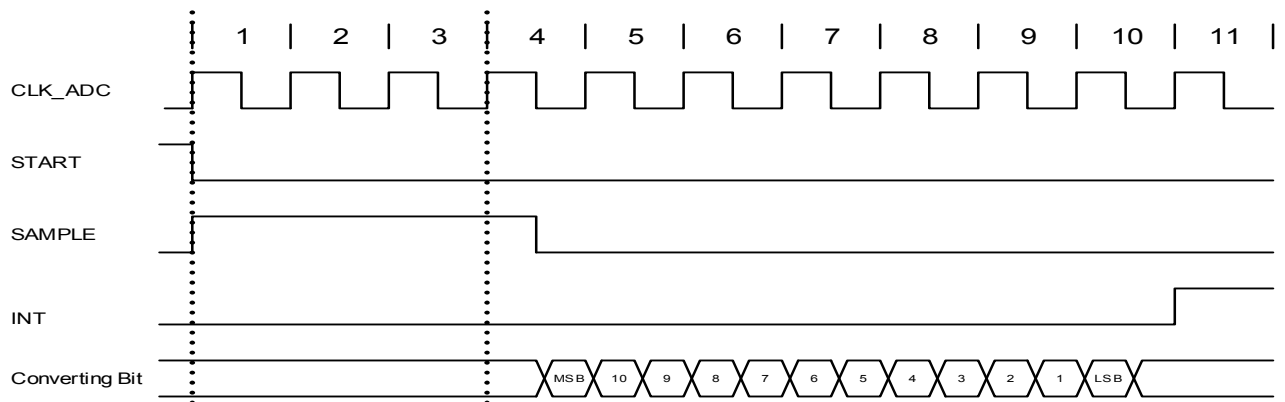 1 | 2 | 3 | 4 | 5 | 6 | 7 | 8 | 9 | 10 | 11
CLK_ADC
START
SAMPLE
INT
Converting Bit MSB 10 9 8 7 6 5 4 3 2 1 LSB